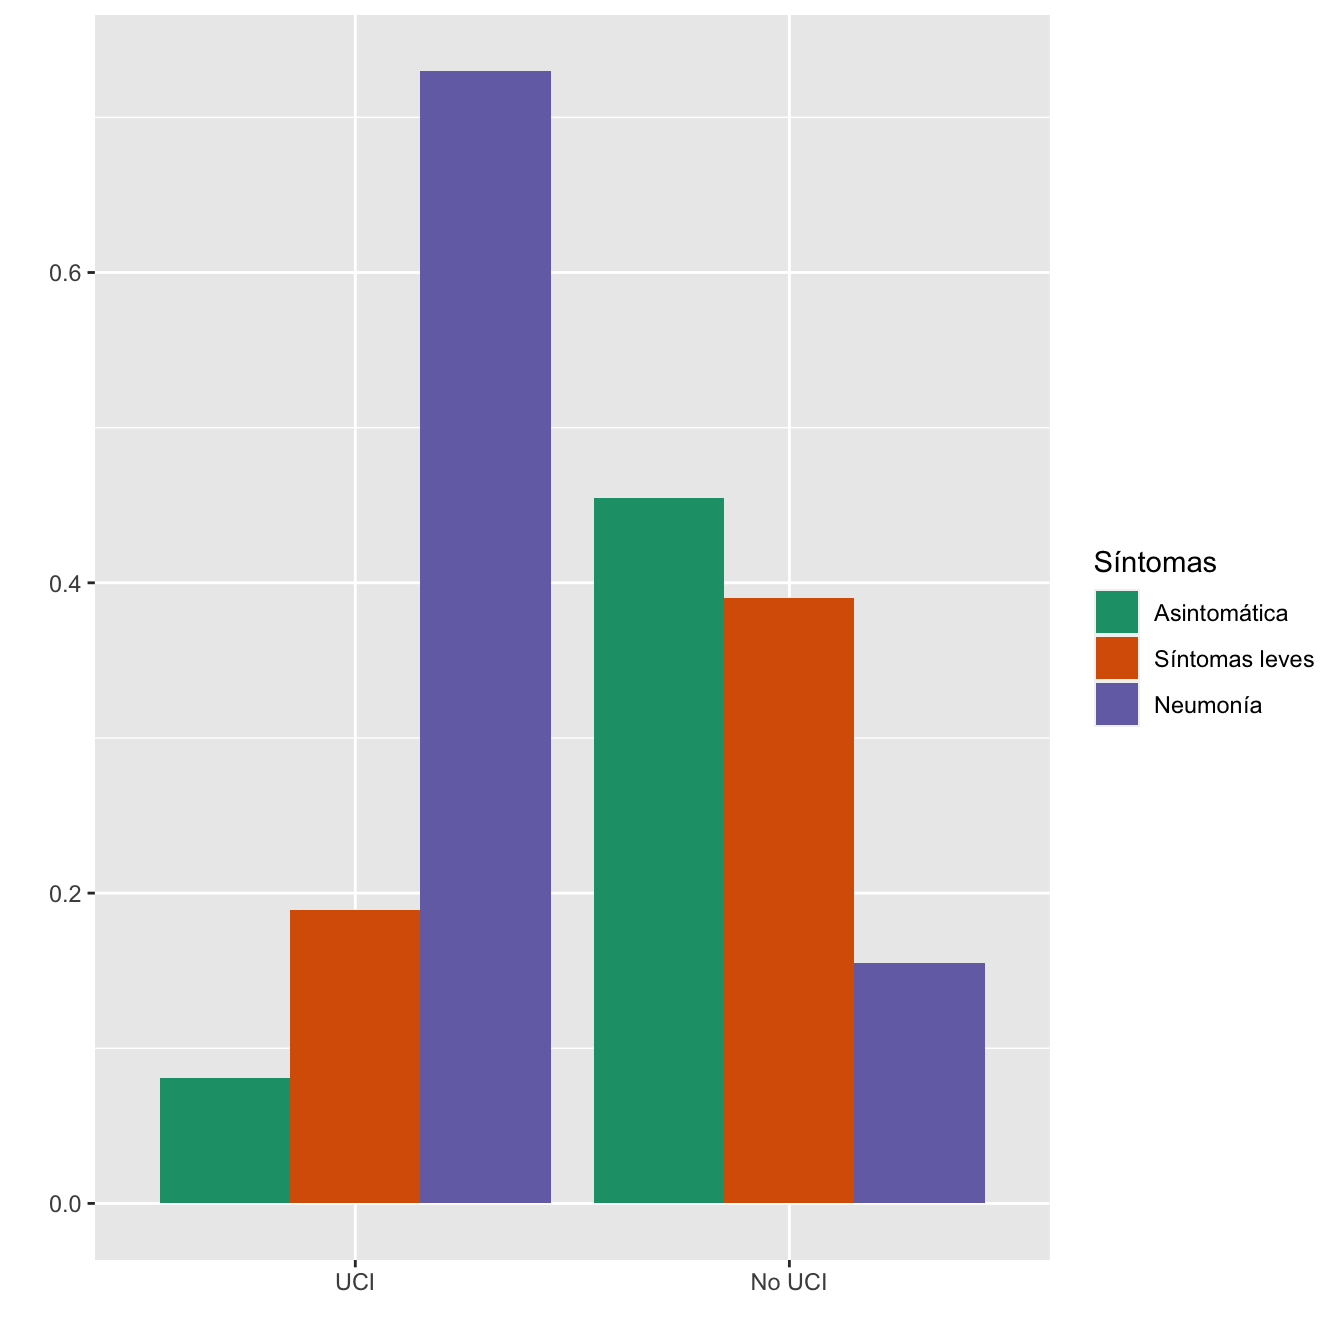 0.6
0.4
0.2
0.0
UCI
No UCI
Síntomas
Asintomática
Síntomas leves
Neumonía